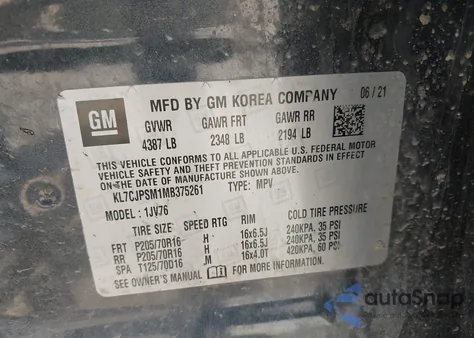 GM
MFD BY GM KOREA COMPANY 06/21
GVWR GAWR FRT GAWR RR
4387 LB 2348 LB 2194 LB
THIS VEHICLE CONFORMS TO ALL APPLICABLE U.S. FEDERAL MOTOR
VEHICLE SAFETY AND THEFT PREVENTION STANDARDS IN EFFECT
ON THE DATE OF MANUFACTURE SHOWN ABOVE.
KL7CJPSM1MB375261 TYPE: MPV
MODEL: 1JV76
TIRE SIZE SPEED RTG RIM COLD TIRE PRESSURE
FRT P205/70R16 H 16x6.5J 240KPA, 35 PSI
RR P205/70R16 H 16x6.5J 240KPA, 35 PSI
SPA T125/70D16 M 16x4.0T 420KPA, 60 PSI
SEE OWNER'S MANUAL FOR MORE INFORMATION.
autoSnap